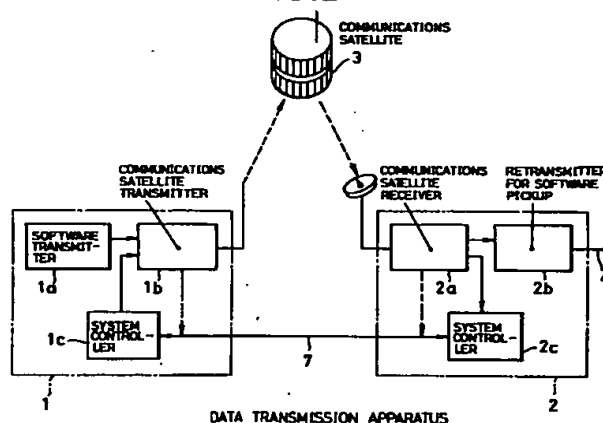 COMMUNICATIONS
SATELLITE
3
COMMUNICATIONS
SATELLITE
TRANSMITTER
COMMUNICATIONS
SATELLITE
RECEIVER
RETRANSMITTER
FOR SOFTWARE
PICKUP
SOFTWARE
TRANSMIT-
TER
1a
1b
2a
2b
1c
SYSTEM
CONTROL-
LER
7
SYSTEM
CONTROL-
LER
2c
1
2
DATA TRANSMISSION APPARATUS